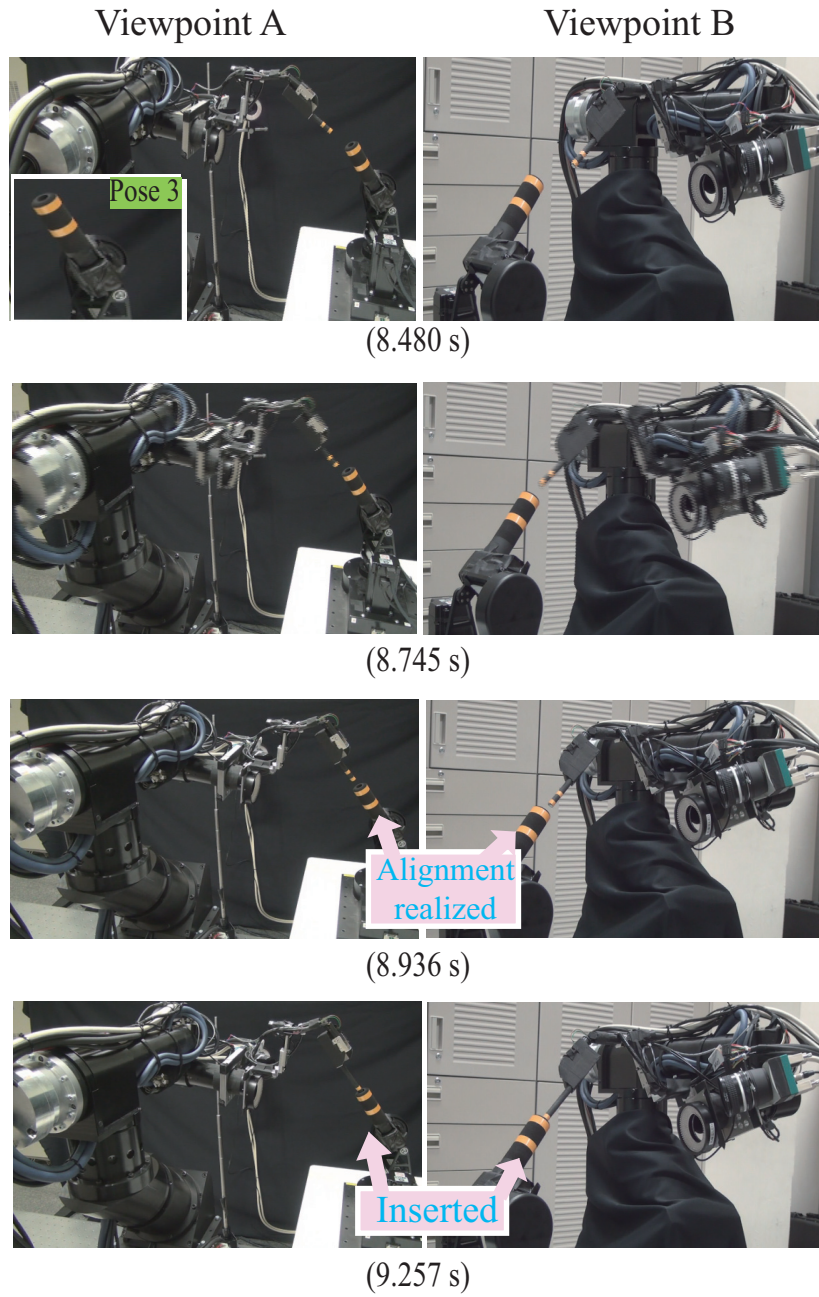 Viewpoint A
Viewpoint B
Pose 3
(8.480 s)
(8.745 s)
Alignment
realized
(8.936 s)
Inserted
(9.257 s)